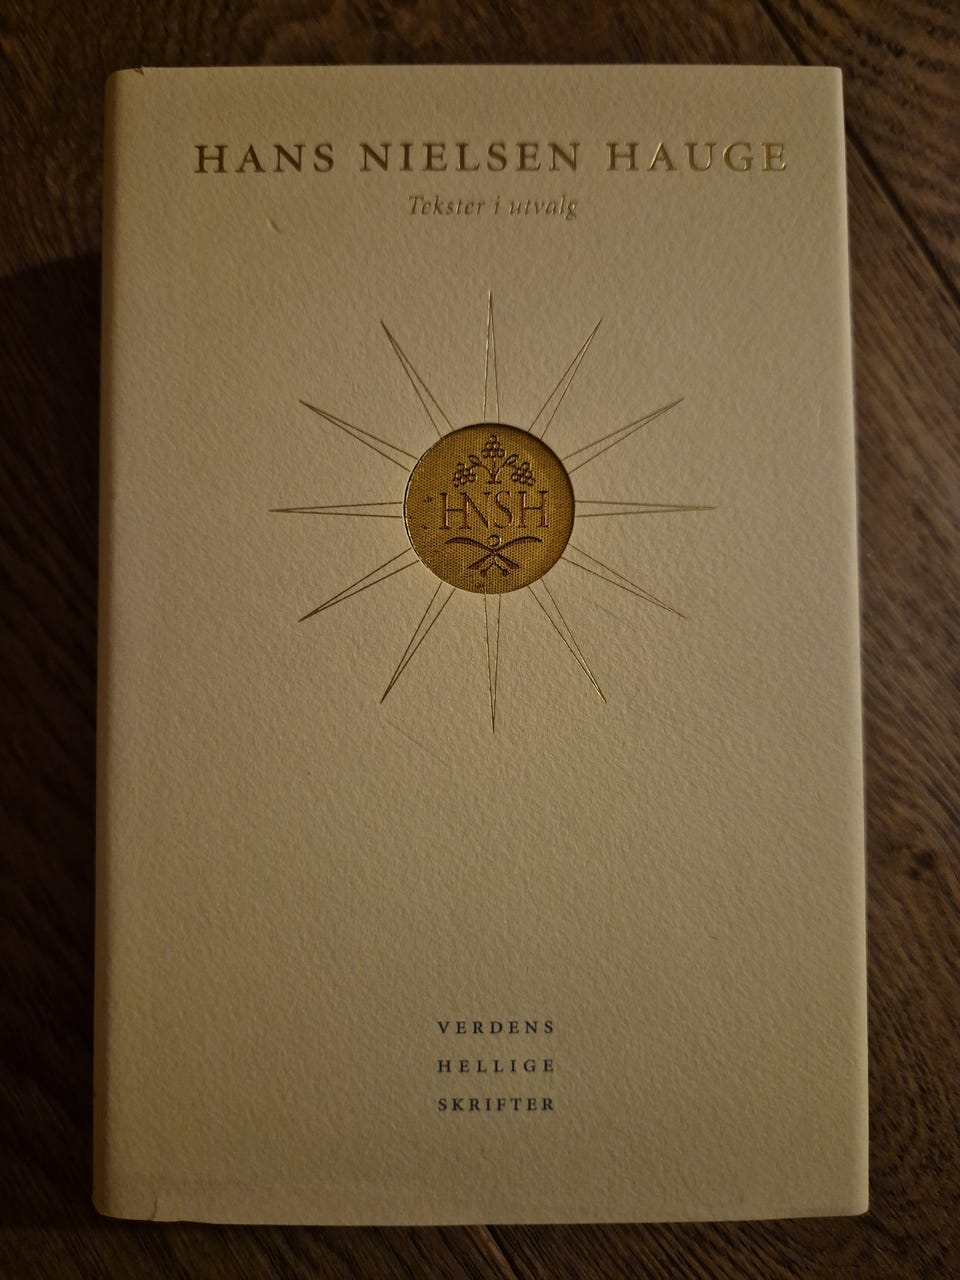 HANS NIELSEN HAUGE
Tekster i utvalg
HNSH
VERDENS
HELLIGE
SKRIFTER